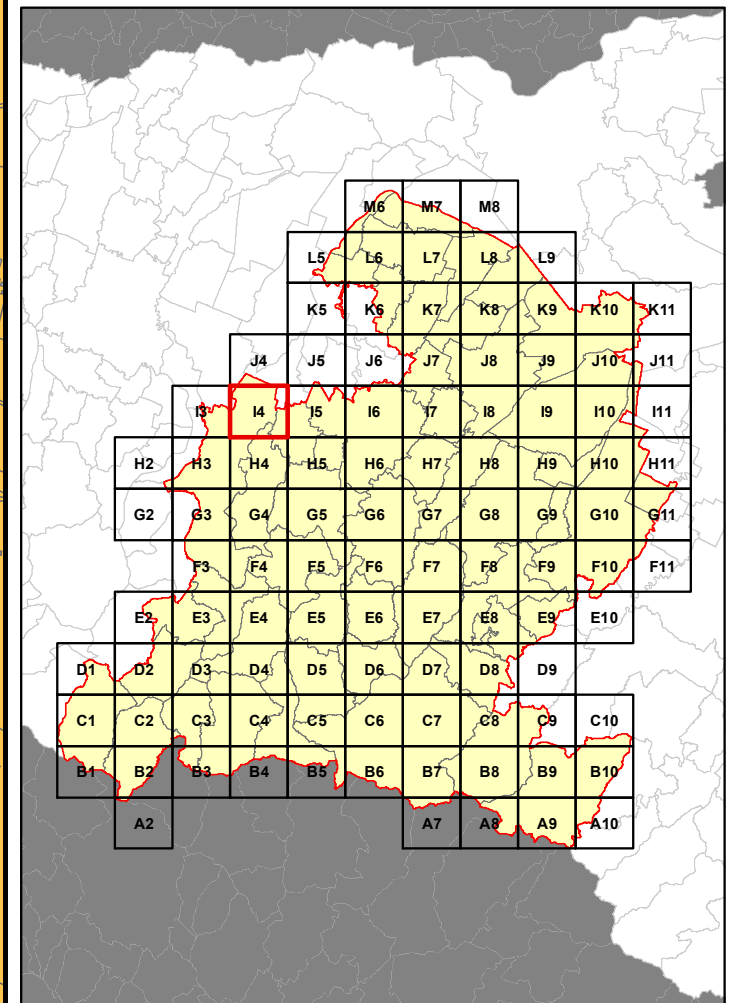 M6 M7 M8
L5 L6 L7 L8 L9
K5 K6 K7 K8 K9 K10 K11
J4 J5 J6 J7 J8 J9 J10 J11
I3 I4 I5 I6 I7 I8 I9 I10 I11
H2 H3 H4 H5 H6 H7 H8 H9 H10 H11
G2 G3 G4 G5 G6 G7 G8 G9 G10 G11
F3 F4 F5 F6 F7 F8 F9 F10 F11
E2 E3 E4 E5 E6 E7 E8 E9 E10
D1 D2 D3 D4 D5 D6 D7 D8 D9
C1 C2 C3 C4 C5 C6 C7 C8 C9 C10
B1 B2 B3 B4 B5 B6 B7 B8 B9 B10
A2 A7 A8 A9 A10